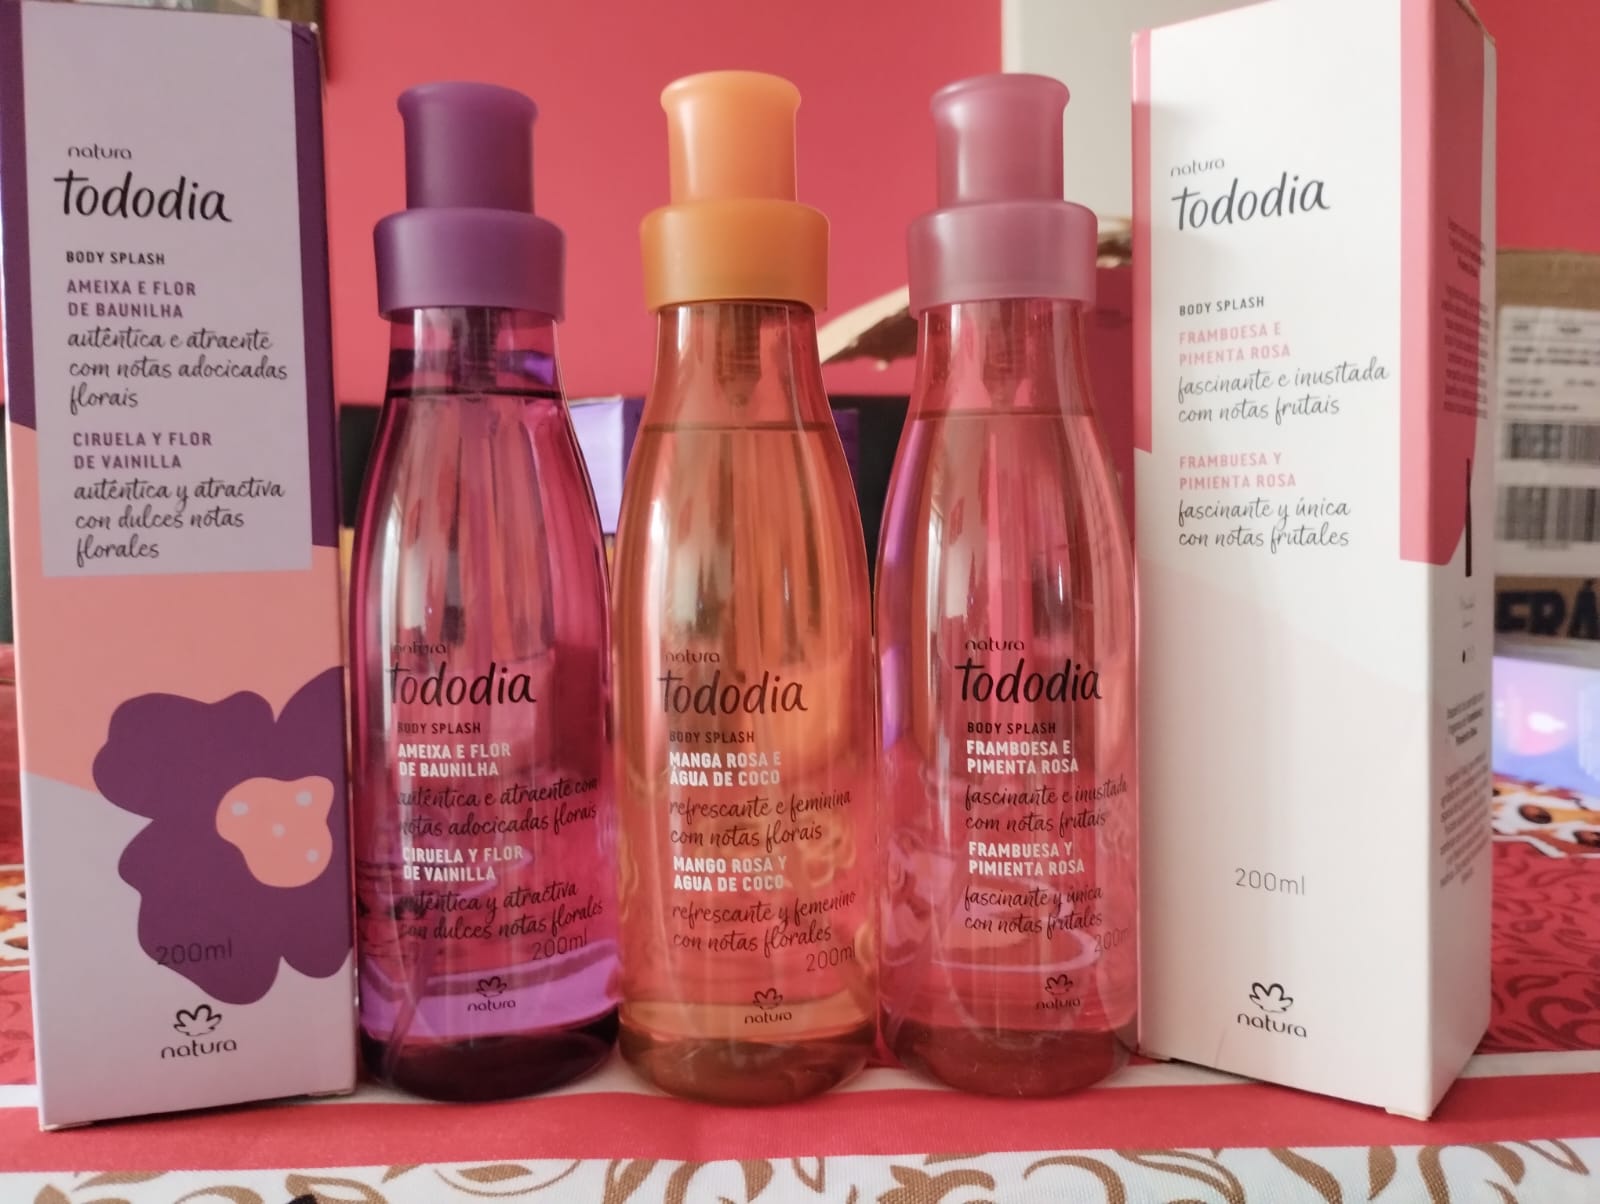 natura
tododia
BODY SPLASH
AMEIXA E FLOR
DE BAUNILHA
autêntica e atraente
com notas adocicadas
florais
CIRUELA Y FLOR
DE VAINILLA
auténtica y atractiva
con dulces notas
florales
200ml
natura
natura
tododia
BODY SPLASH
AMEIXA E FLOR
DE BAUNILHA
autêntica e atraente com
notas adocicadas florais
CIRUELA Y FLOR
DE VAINILLA
auténtica y atractiva
con dulces notas florales
200ml
natura
natura
tododia
BODY SPLASH
MANGA ROSA E
ÁGUA DE COCO
refrescante e feminina
com notas florais
MANGO ROSA Y
AGUA DE COCO
refrescante y femenino
con notas florales
200ml
natura
natura
tododia
BODY SPLASH
FRAMBOESA E
PIMENTA ROSA
fascinante e inusitada
com notas frutais
FRAMBUESA Y
PIMIENTA ROSA
fascinante y única
con notas frutales
200ml
natura
natura
tododia
BODY SPLASH
FRAMBOESA E
PIMENTA ROSA
fascinante e inusitada
com notas frutais
FRAMBUESA Y
PIMIENTA ROSA
fascinante y única
con notas frutales
200ml
natura